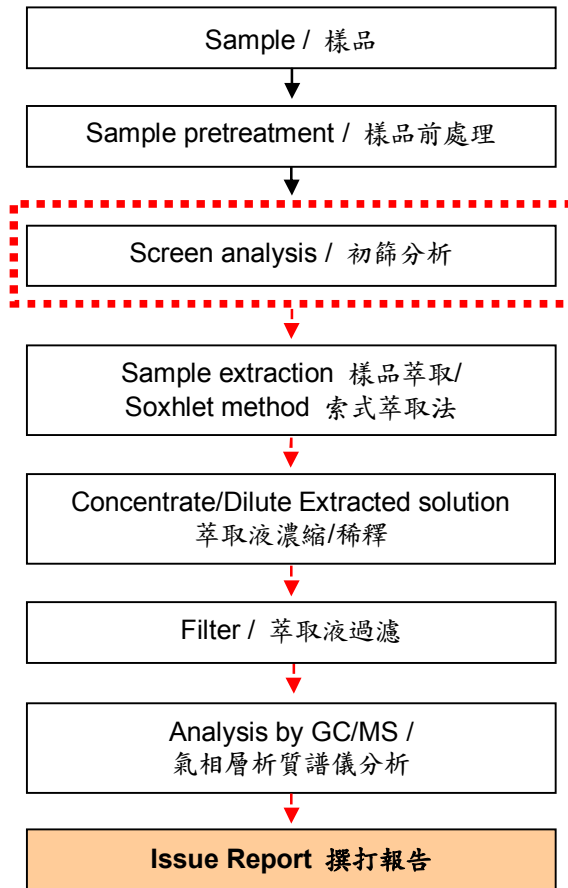 Sample / 樣品
Sample pretreatment / 樣品前處理
Screen analysis / 初篩分析
Sample extraction 樣品萃取/
Soxhlet method 索式萃取法
Concentrate/Dilute Extracted solution
萃取液濃縮/稀釋
Filter / 萃取液過濾
Analysis by GC/MS /
氣相層析質譜儀分析
Issue Report 撰打報告